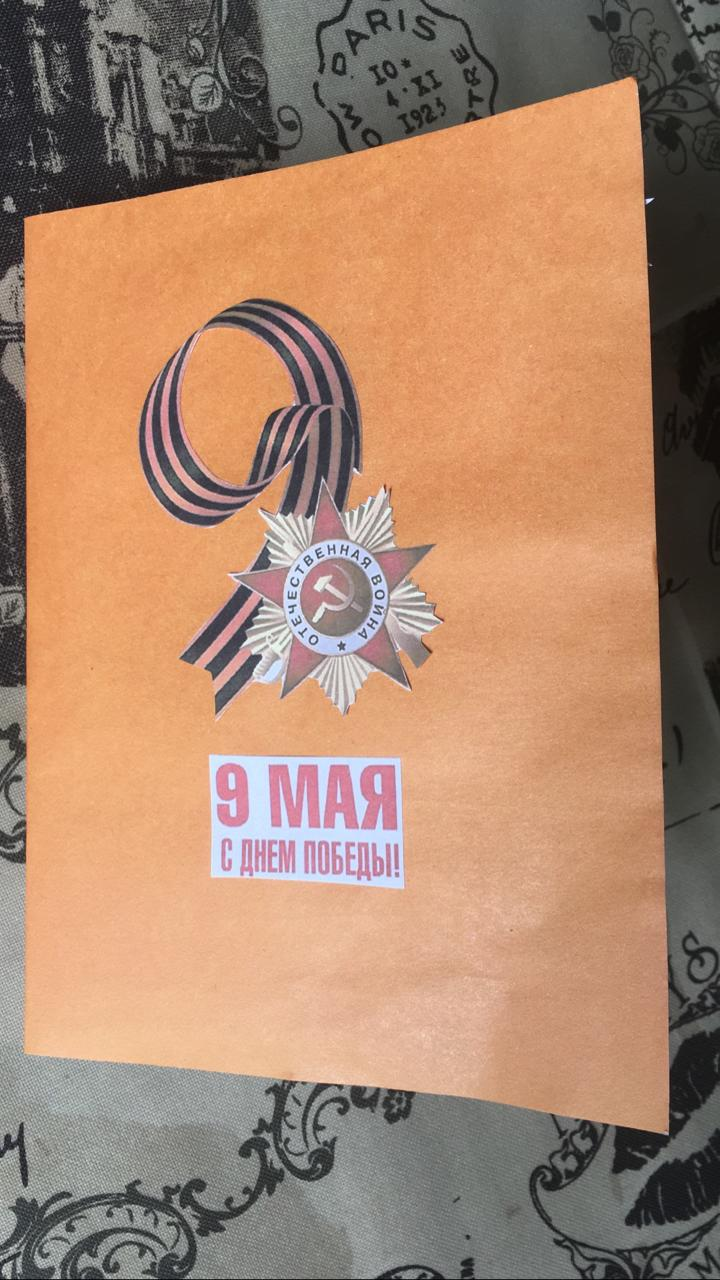 PARIS
10*
4·XI
1923
ОТЕЧЕСТВЕННАЯ ВОЙНА
9 МАЯ
С ДНЕМ ПОБЕДЫ!